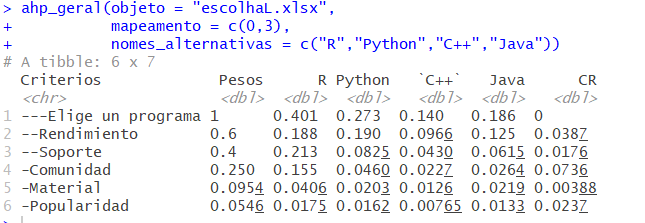 > ahp_geral(objeto = "escolhaL.xlsx",
+ mapeamento = c(0,3),
+ nomes_alternativas = c("R","Python","C++","Java"))
# A tibble: 6 x 7
Criterios Pesos R Python `C++` Java CR
<chr> <dbl> <dbl> <dbl> <dbl> <dbl> <dbl>
1 ---Elige un programa 1 0.401 0.273 0.140 0.186 0
2 --Rendimiento 0.6 0.188 0.190 0.0966 0.125 0.0387
3 --Soporte 0.4 0.213 0.0825 0.0430 0.0615 0.0176
4 -Comunidad 0.250 0.155 0.0460 0.0227 0.0264 0.0736
5 -Material 0.0954 0.0406 0.0203 0.0126 0.0219 0.00388
6 -Popularidad 0.0546 0.0175 0.0162 0.00765 0.0133 0.0237
>